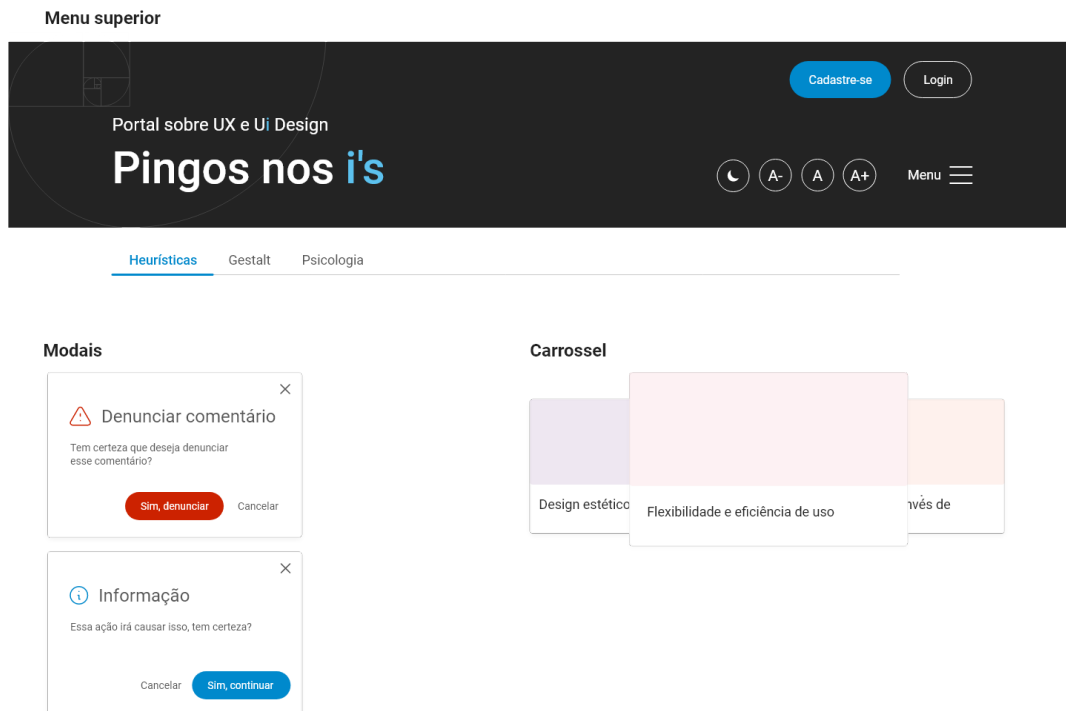 Menu superior
Cadastre-se
Login
Portal sobre UX e Ui Design
Pingos nos i's
A-
A
A+
Menu
Heurísticas
Gestalt
Psicologia
Modais
Denunciar comentário
Tem certeza que deseja denunciar
esse comentário?
Sim, denunciar
Cancelar
Informação
Essa ação irá causar isso, tem certeza?
Cancelar
Sim, continuar
Carrossel
Design estético
Flexibilidade e eficiência de uso
de